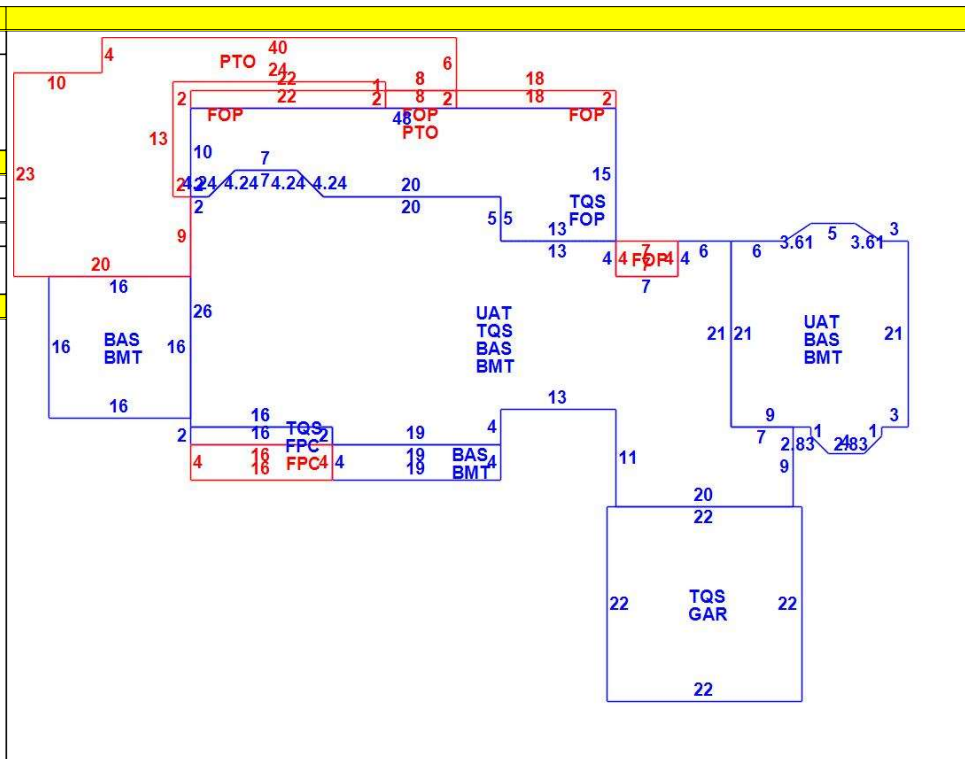 40
4 PTO 6
10 24 22 1 8 18
2 22 2 8 2 18 2
FOP 48 FOP FOP
PTO
13
10
7
23 15
2 2 4.24 4.24 7 4.24 4.24 20
2 20 TQS
FOP
5 5
9 13 3
13 3.61 5 3.61
4 4 7 FOP 4 4 6 6
7
20
16 7
26 UAT
TQS
BAS
BMT
UAT
BAS
BMT
16 BAS 16 21 21 21
BMT
16 13
16 4 9 3
2 16 TQS 2 19 7 1 4 1
FPC 2.83 2.83
4 16 FPC 4 4 19 BAS 4 11 9
16 19 BMT
20
22
22 TQS 22
GAR
22